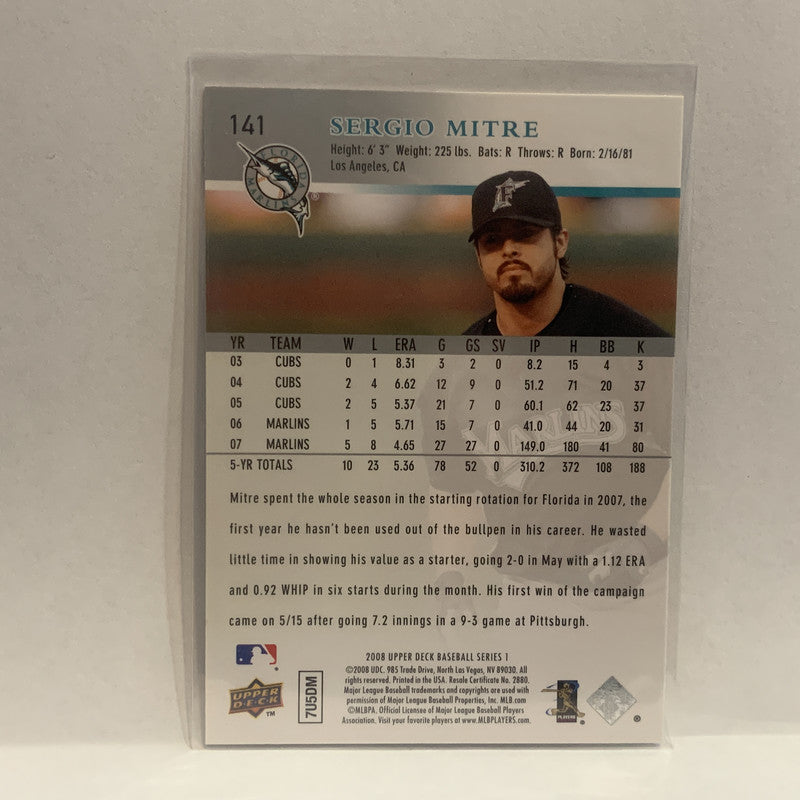 141
SERGIO MITRE
Height: 6' 3" Weight: 225 lbs. Bats: R Throws: R Born: 2/16/81
Los Angeles, CA
FLORIDA
MARLINS
®
F
YR TEAM W L ERA G GS SV IP H BB K
03 CUBS 0 1 8.31 3 2 0 8.2 15 4 3
04 CUBS 2 4 6.62 12 9 0 51.2 71 20 37
05 CUBS 2 5 5.37 21 7 0 60.1 62 23 37
06 MARLINS 1 5 5.71 15 7 0 41.0 44 20 31
07 MARLINS 5 8 4.65 27 27 0 149.0 180 41 80
5-YR TOTALS 10 23 5.36 78 52 0 310.2 372 108 188
MARLINS
Mitre spent the whole season in the starting rotation for Florida in 2007, the
first year he hasn't been used out of the bullpen in his career. He wasted
little time in showing his value as a starter, going 2-0 in May with a 1.12 ERA
and 0.92 WHIP in six starts during the month. His first win of the campaign
came on 5/15 after going 7.2 innings in a 9-3 game at Pittsburgh.
2008 UPPER DECK BASEBALL SERIES 1
©2008 UDC. 985 Trade Drive, North Las Vegas, NV 89030. All
rights reserved. Printed in the USA. Resale Certificate No. 2880.
Major League Baseball trademarks and copyrights are used with
permission of Major League Baseball Properties, Inc. MLB.com
©MLBPA. Official Licensee of Major League Baseball Players
Association. Visit your favorite players at www.MLBPLAYERS.com.
UPPER
DECK
™
7U5DM
PLAYERS
®